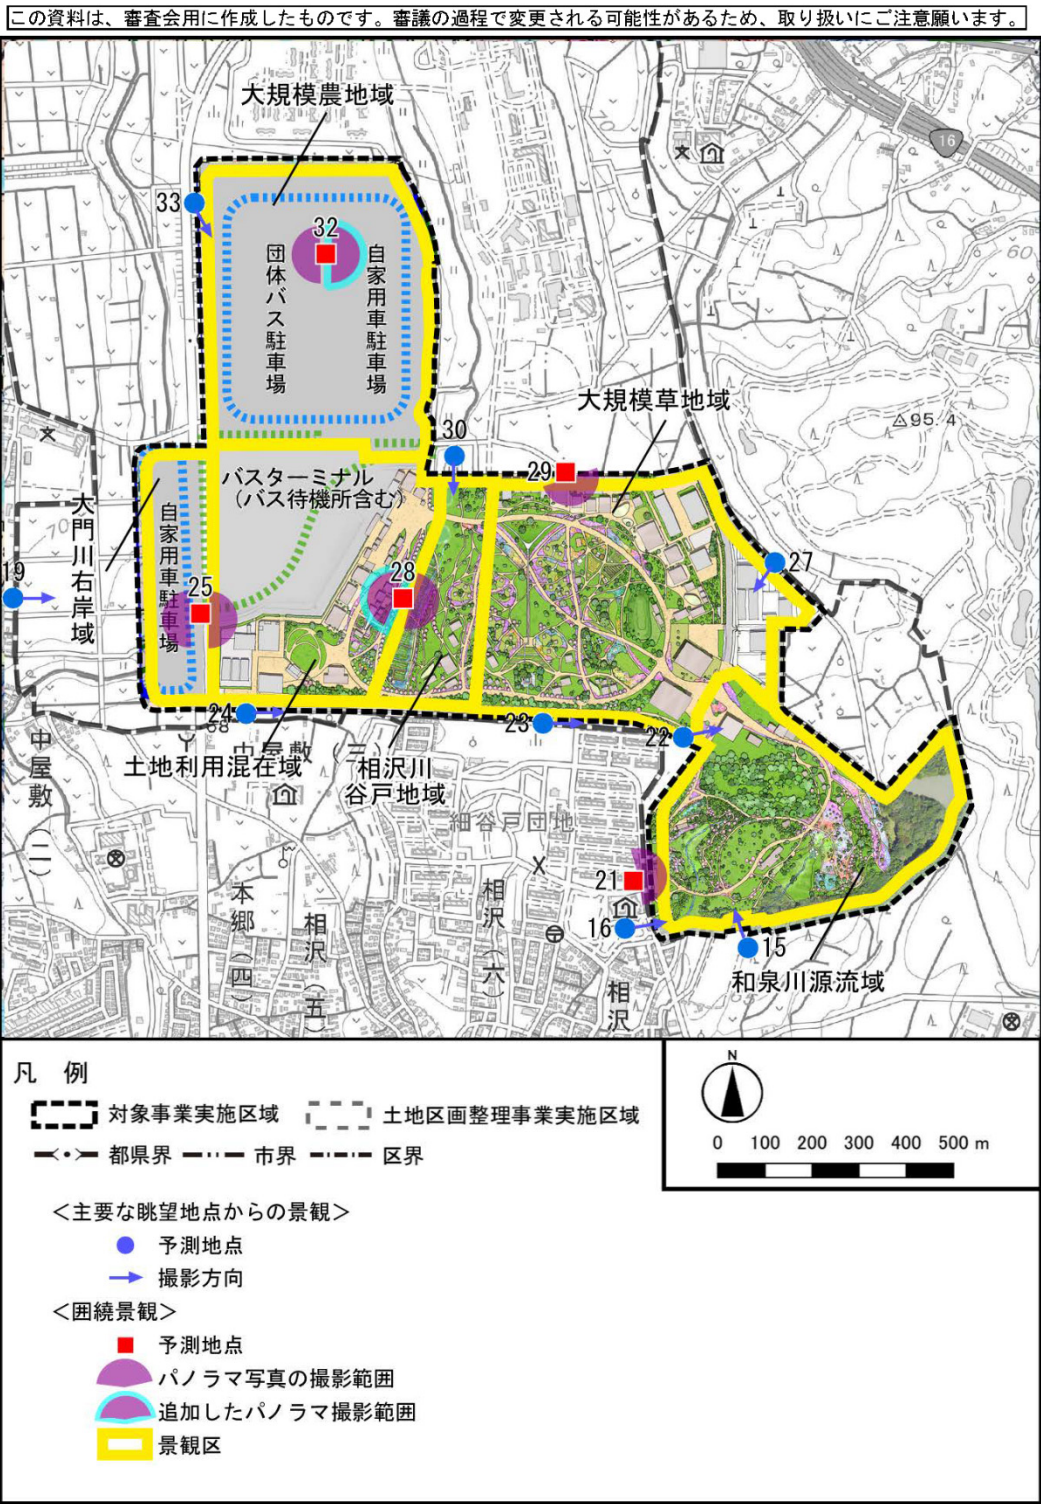 この資料は、審査会用に作成したものです。審議の過程で変更される可能性があるため、取り扱いにご注意願います。
大規模農地域
16
33
32
団体バス駐車場
自家用車駐車場
60
大規模草地域
△95.4
30
29
バスターミナル
(バス待機所含む)
大門川右岸域
70
自家用車駐車場
19
25
28
27
24
68
23
22
中屋敷(二)
中屋敷(三)
土地利用混在域
相沢川
谷戸地域
細谷戸団地
21
本郷(四)
相沢(五)
相沢(六)
16
15
相沢
和泉川源流域
凡 例
対象事業実施区域
土地区画整理事業実施区域
都県界
市界
区界
N
0 100 200 300 400 500 m
<主要な眺望地点からの景観>
予測地点
撮影方向
<囲繞景観>
予測地点
パノラマ写真の撮影範囲
追加したパノラマ撮影範囲
景観区